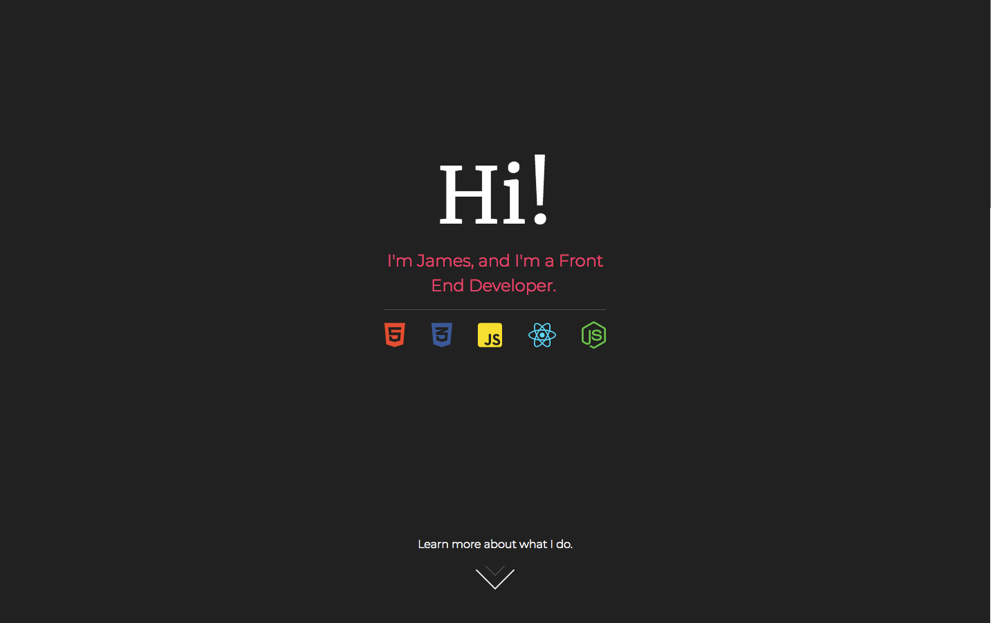 Hi!
I'm James, and I'm a Front
End Developer.
5 3 JS JS
Learn more about what I do.